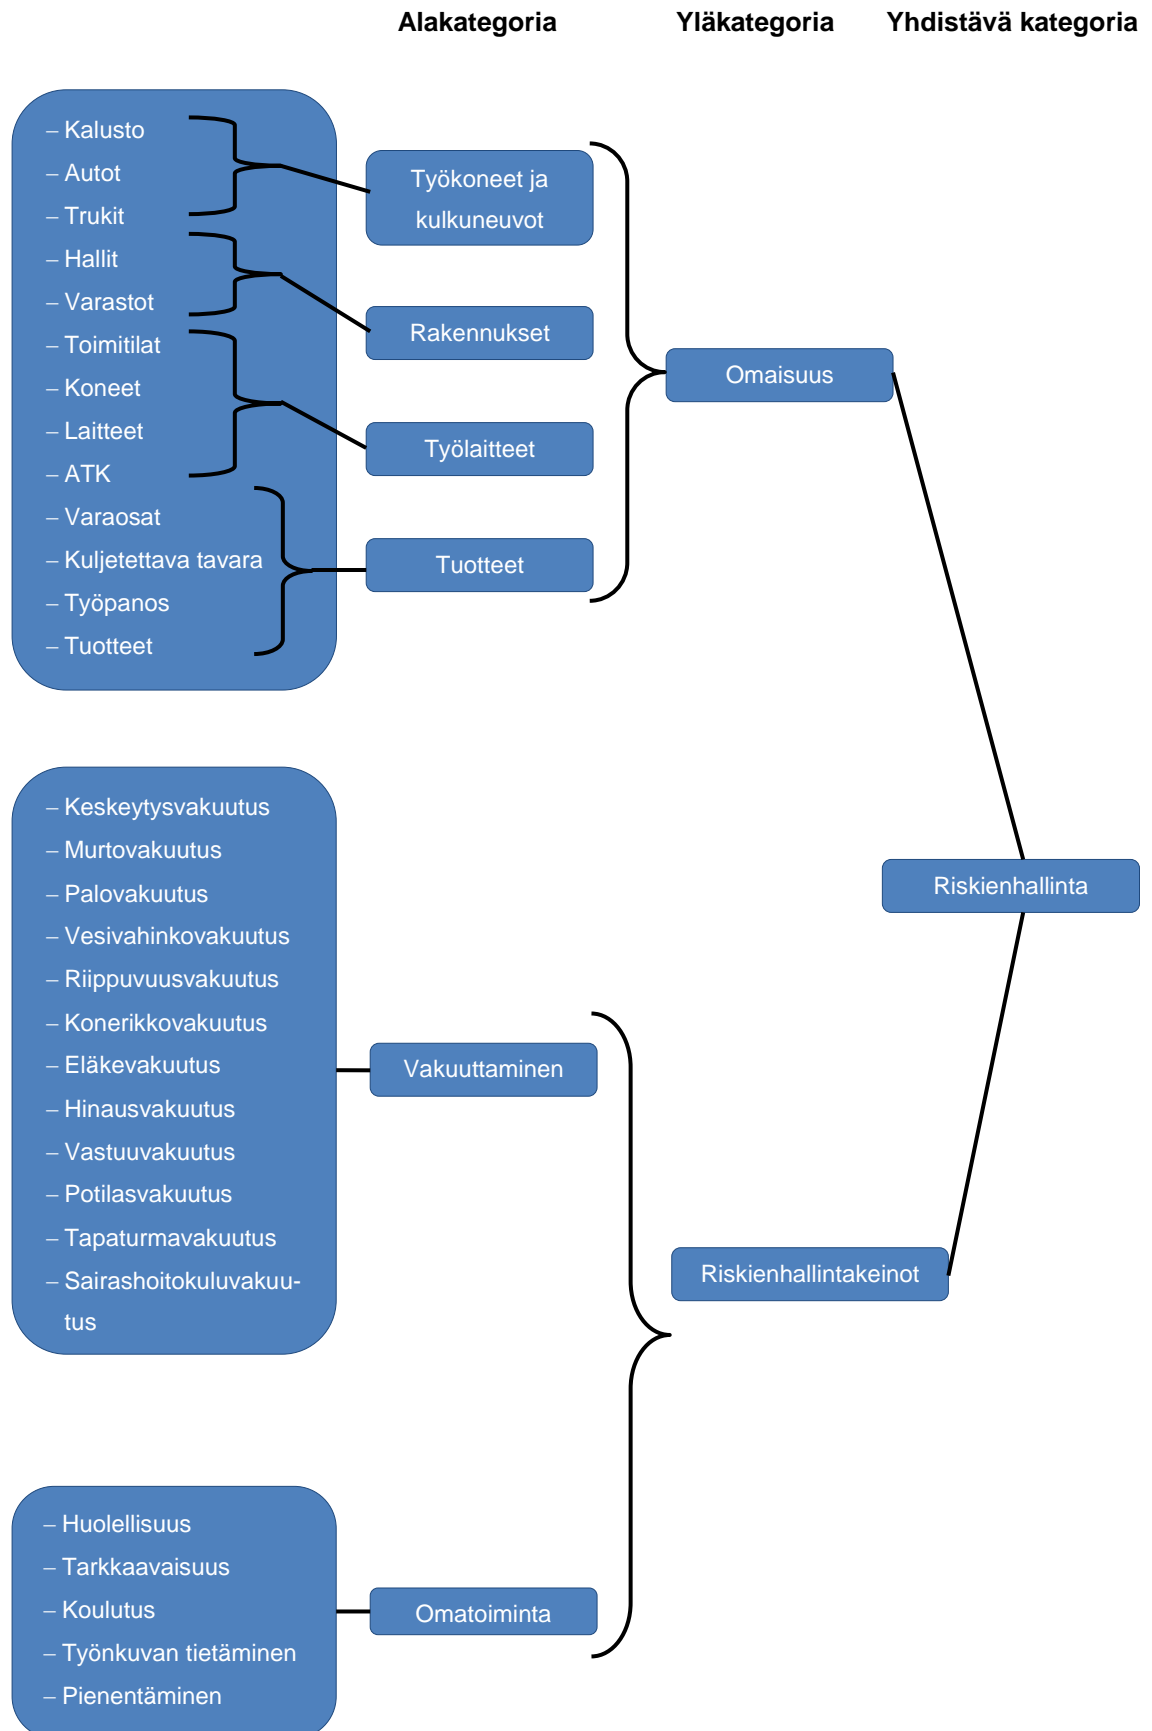 Alakategoria Yläkategoria Yhdistävä kategoria
– Kalusto
– Autot
– Trukit
– Hallit
– Varastot
– Toimitilat
– Koneet
– Laitteet
– ATK
– Varaosat
– Kuljetettava tavara
– Työpanos
– Tuotteet
Työkoneet ja
kulkuneuvot
Rakennukset
Työlaitteet
Tuotteet
Omaisuus
– Keskeytysvakuutus
– Murtovakuutus
– Palovakuutus
– Vesivahinkovakuutus
– Riippuvuusvakuutus
– Konerikkovakuutus
– Eläkevakuutus
– Hinausvakuutus
– Vastuuvakuutus
– Potilasvakuutus
– Tapaturmavakuutus
– Sairashoitokuluvakuu-
tus
Vakuuttaminen
Riskienhallinta
Riskienhallintakeinot
– Huolellisuus
– Tarkkaavaisuus
– Koulutus
– Työnkuvan tietäminen
– Pienentäminen
Omatoiminta